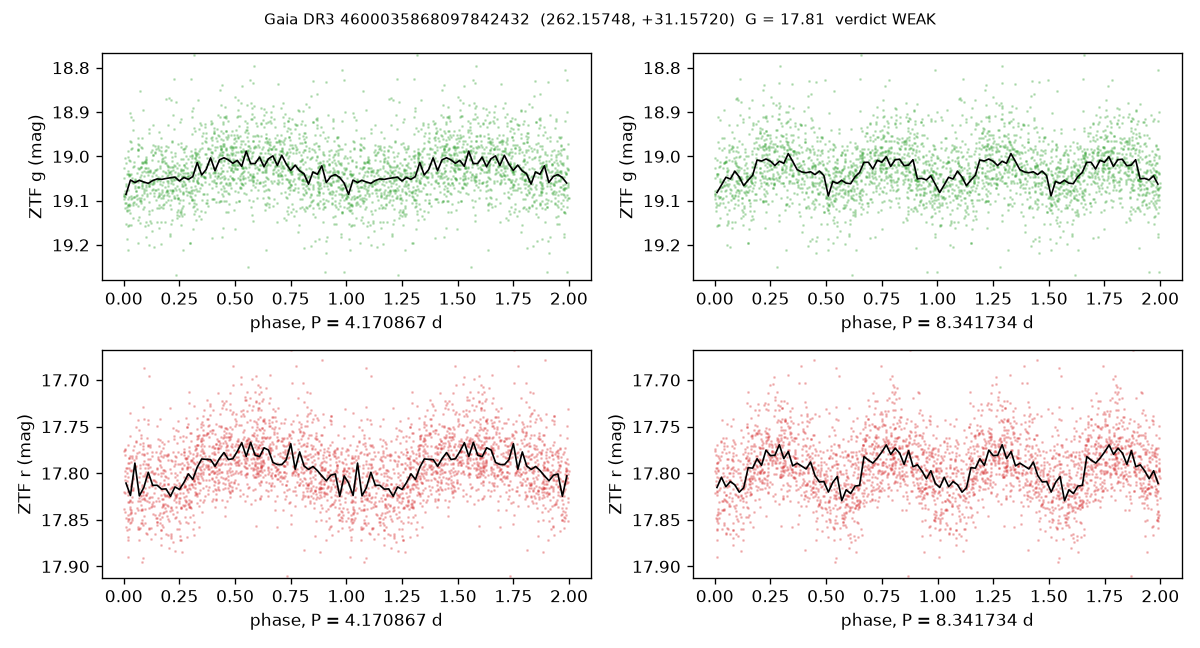 Gaia DR3 4600035868097842432  (262.15748, +31.15720)  G = 17.81  verdict WEAK
ZTF g (mag)
18.8
18.9
19.0
19.1
19.2
0.00 0.25 0.50 0.75 1.00 1.25 1.50 1.75 2.00
phase, P = 4.170867 d
ZTF g (mag)
18.8
18.9
19.0
19.1
19.2
0.00 0.25 0.50 0.75 1.00 1.25 1.50 1.75 2.00
phase, P = 8.341734 d
ZTF r (mag)
17.70
17.75
17.80
17.85
17.90
0.00 0.25 0.50 0.75 1.00 1.25 1.50 1.75 2.00
phase, P = 4.170867 d
ZTF r (mag)
17.70
17.75
17.80
17.85
17.90
0.00 0.25 0.50 0.75 1.00 1.25 1.50 1.75 2.00
phase, P = 8.341734 d